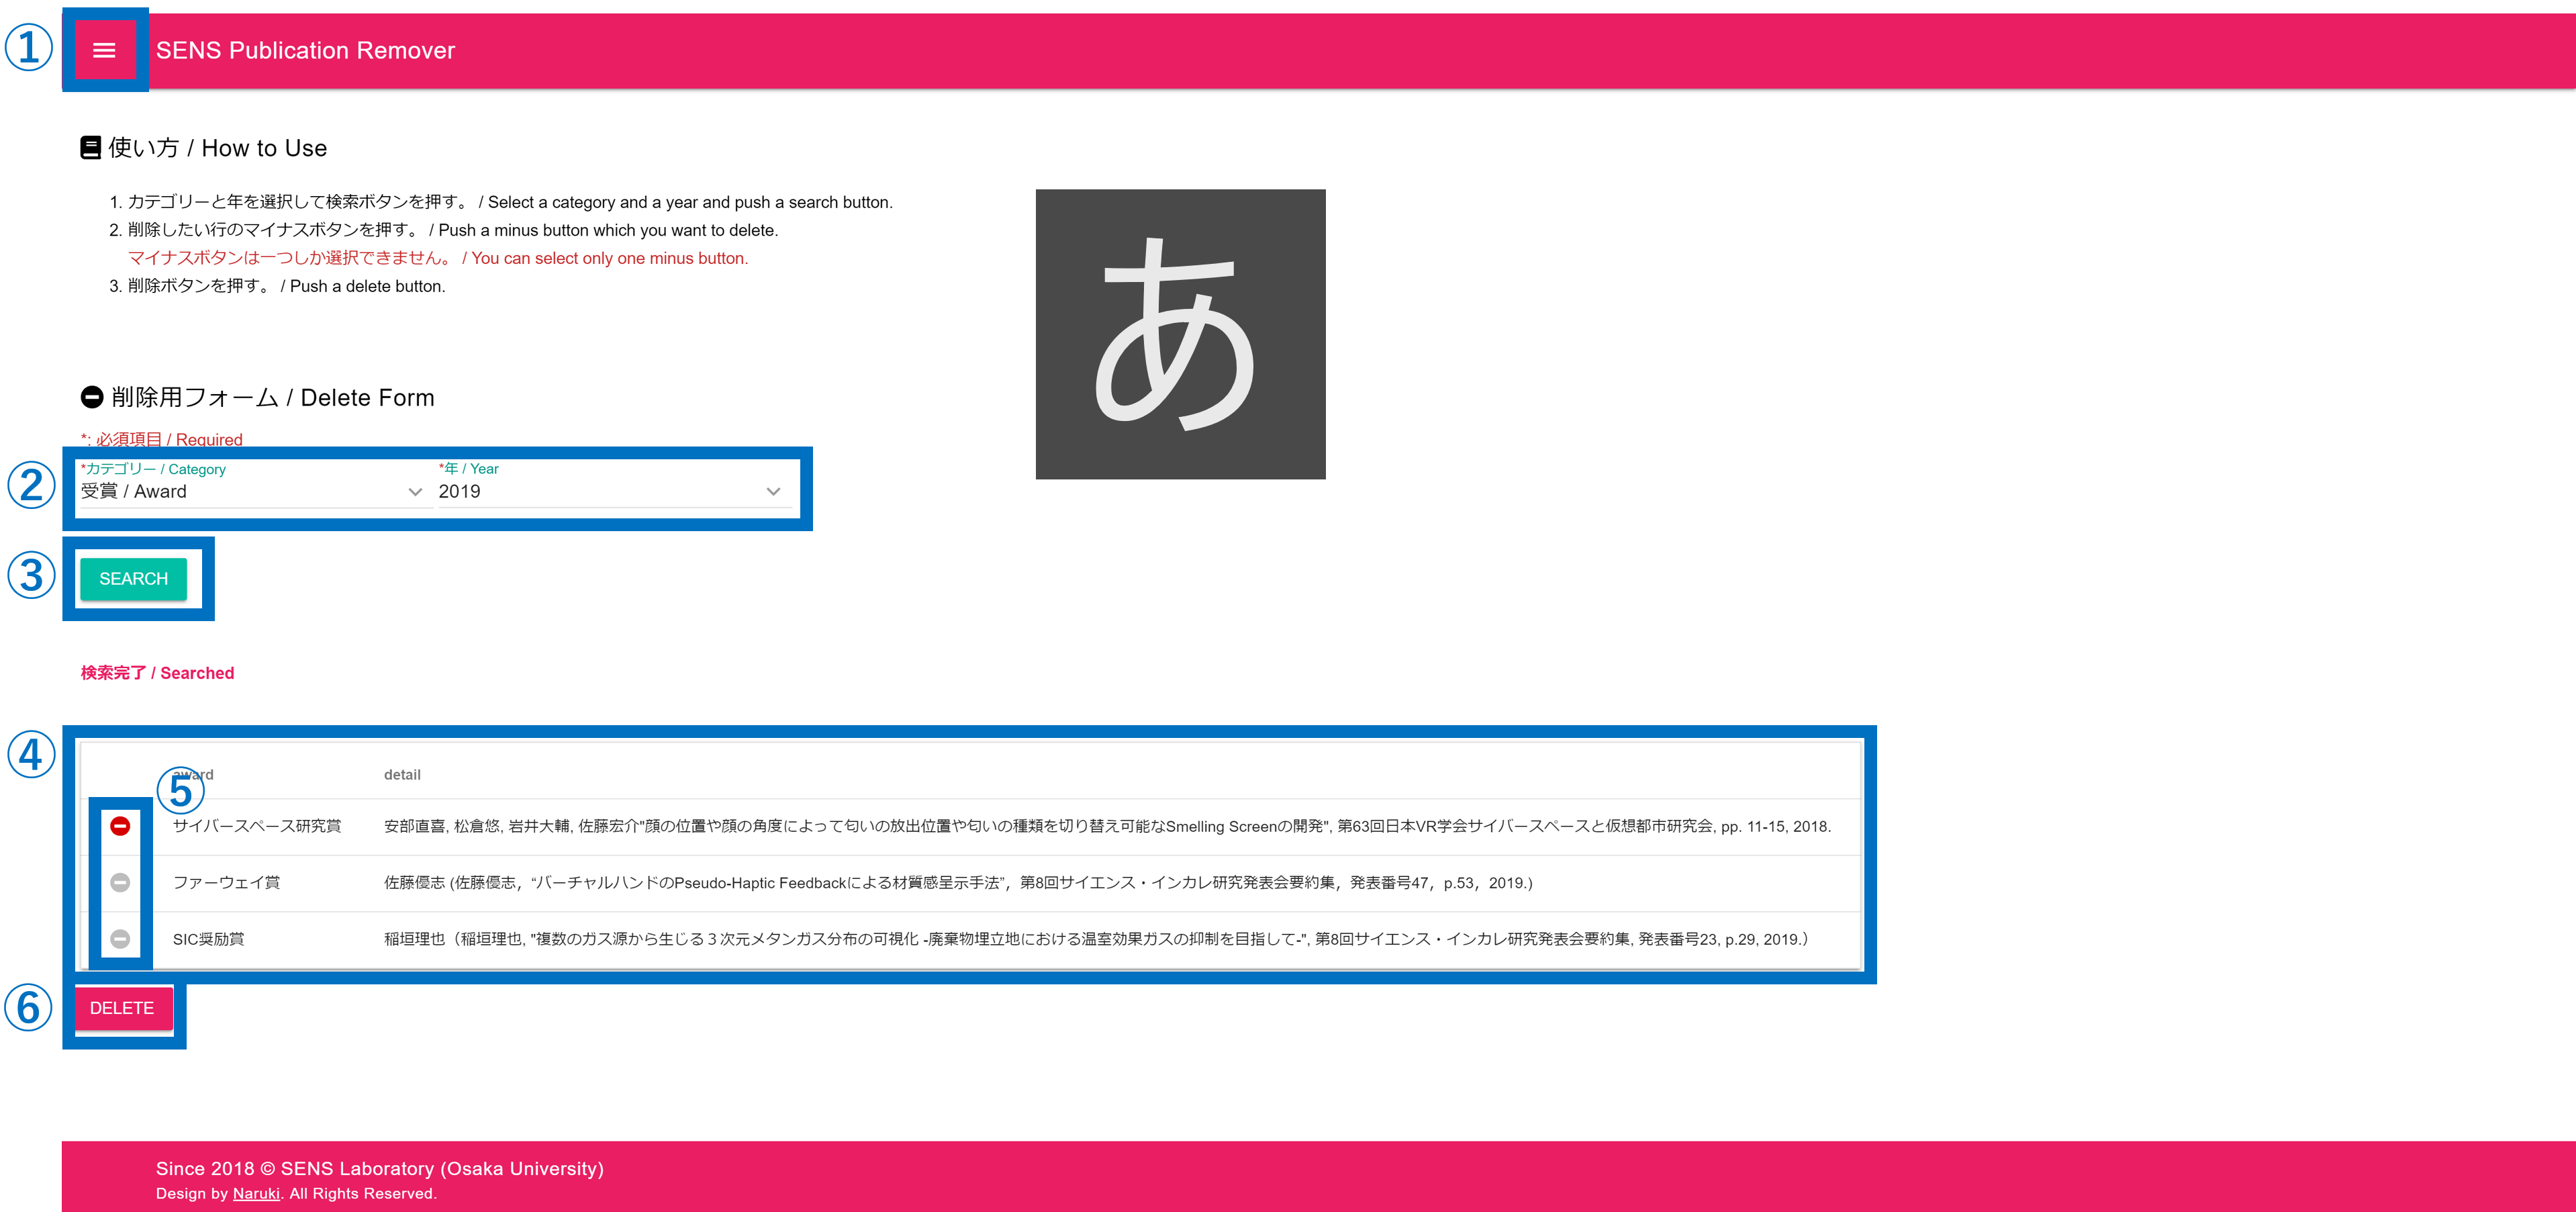 ①
SENS Publication Remover
使い方 / How to Use
1. カテゴリーと年を選択して検索ボタンを押す。 / Select a category and a year and push a search button.
2. 削除したい行のマイナスボタンを押す。 / Push a minus button which you want to delete.
マイナスボタンは一つしか選択できません。 / You can select only one minus button.
3. 削除ボタンを押す。 / Push a delete button.
あ
削除用フォーム / Delete Form
*: 必須項目 / Required
②
*カテゴリー / Category *年 / Year
受賞 / Award 2019
③
SEARCH
検索完了 / Searched
④
award detail
⑤
サイバースペース研究賞 安部直喜, 松倉悠, 岩井大輔, 佐藤宏介"顔の位置や顔の角度によって匂いの放出位置や匂いの種類を切り替え可能なSmelling Screenの開発", 第63回日本VR学会サイバースペースと仮想都市研究会, pp. 11-15, 2018.
ファーウェイ賞 佐藤優志 (佐藤優志，“バーチャルハンドのPseudo-Haptic Feedbackによる材質感呈示手法”，第8回サイエンス・インカレ研究発表会要約集，発表番号47，p.53，2019.)
SIC奨励賞 稲垣理也（稲垣理也, "複数のガス源から生じる３次元メタンガス分布の可視化 -廃棄物埋立地における温室効果ガスの抑制を目指して-", 第8回サイエンス・インカレ研究発表会要約集, 発表番号23, p.29, 2019.）
⑥
DELETE
Since 2018 © SENS Laboratory (Osaka University)
Design by Naruki. All Rights Reserved.